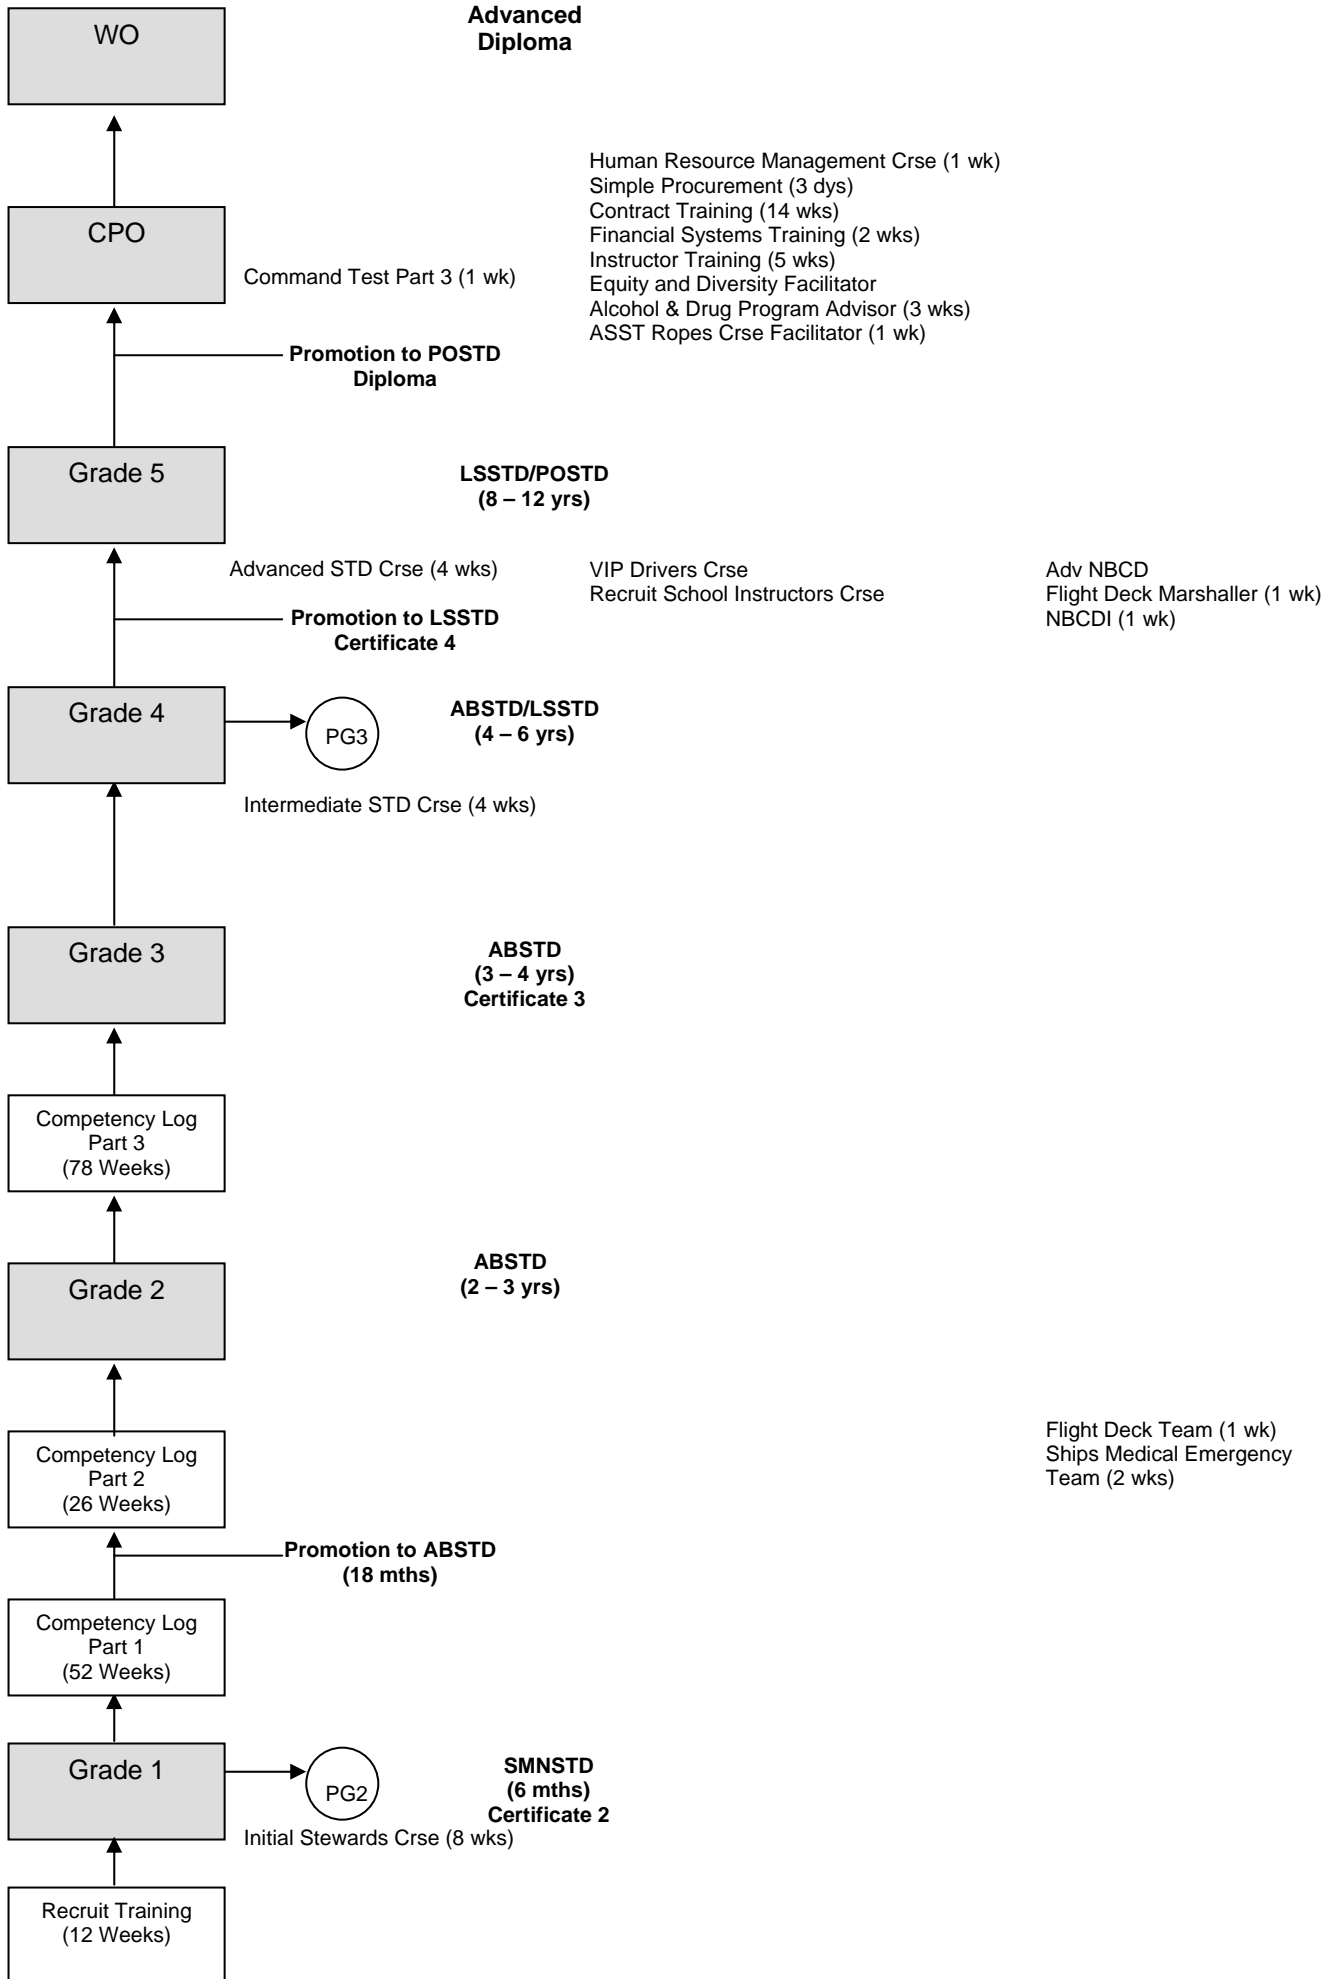 WO
Advanced
Diploma
CPO
Command Test Part 3 (1 wk)
Human Resource Management Crse (1 wk)
Simple Procurement (3 dys)
Contract Training (14 wks)
Financial Systems Training (2 wks)
Instructor Training (5 wks)
Equity and Diversity Facilitator
Alcohol & Drug Program Advisor (3 wks)
ASST Ropes Crse Facilitator (1 wk)
Promotion to POSTD
Diploma
Grade 5
LSSTD/POSTD
(8 – 12 yrs)
Advanced STD Crse (4 wks)
VIP Drivers Crse
Recruit School Instructors Crse
Adv NBCD
Flight Deck Marshaller (1 wk)
NBCDI (1 wk)
Promotion to LSSTD
Certificate 4
Grade 4
PG3
ABSTD/LSSTD
(4 – 6 yrs)
Intermediate STD Crse (4 wks)
Grade 3
ABSTD
(3 – 4 yrs)
Certificate 3
Competency Log
Part 3
(78 Weeks)
Grade 2
ABSTD
(2 – 3 yrs)
Competency Log
Part 2
(26 Weeks)
Flight Deck Team (1 wk)
Ships Medical Emergency
Team (2 wks)
Promotion to ABSTD
(18 mths)
Competency Log
Part 1
(52 Weeks)
Grade 1
PG2
SMNSTD
(6 mths)
Certificate 2
Initial Stewards Crse (8 wks)
Recruit Training
(12 Weeks)